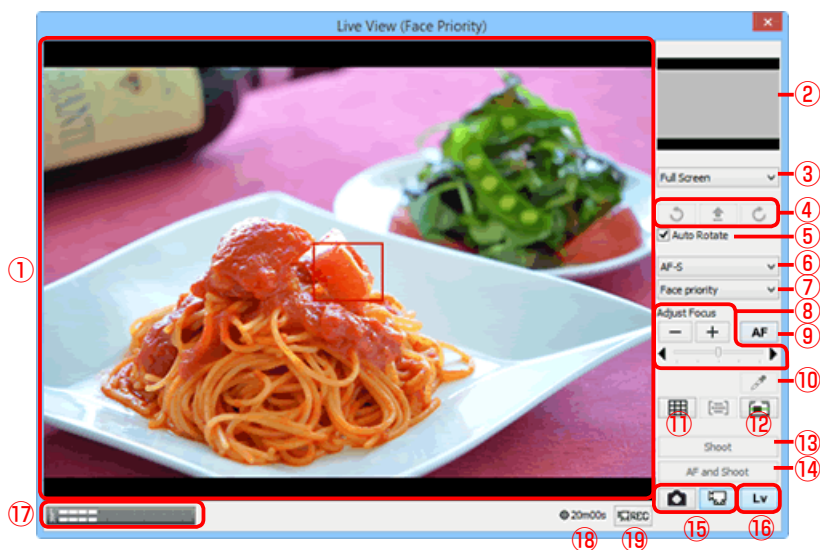 Live View (Face Priority)
①
②
Full Screen
③
④
Auto Rotate
⑤
AF-S
⑥
Face priority
⑦
Adjust Focus
⑧
AF
⑨
⑩
⑪
⑫
Shoot
⑬
AF and Shoot
⑭
Lv
⑮
⑯
⑰
20m00s
REC
⑱
⑲